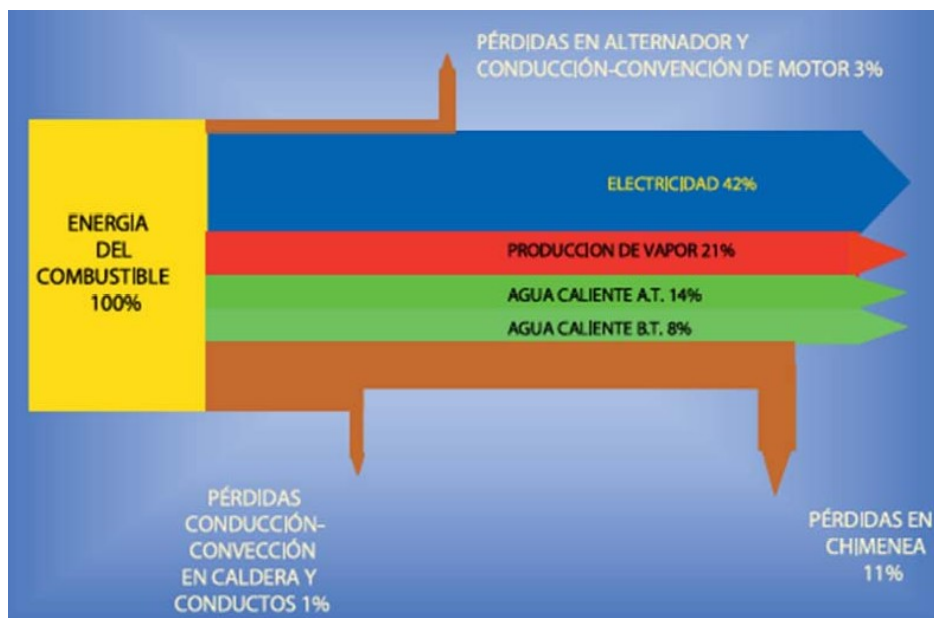 PÉRDIDAS EN ALTERNADOR Y
CONDUCCIÓN-CONVENCIÓN DE MOTOR 3%
ELECTRICIDAD 42%
ENERGÍA
DEL
COMBUSTIBLE
100%
PRODUCCION DE VAPOR 21%
AGUA CALIENTE A.T. 14%
AGUA CALIENTE B.T. 8%
PÉRDIDAS
CONDUCCIÓN-
CONVECCIÓN
EN CALDERA Y
CONDUCTOS 1%
PÉRDIDAS EN
CHIMENEA
11%